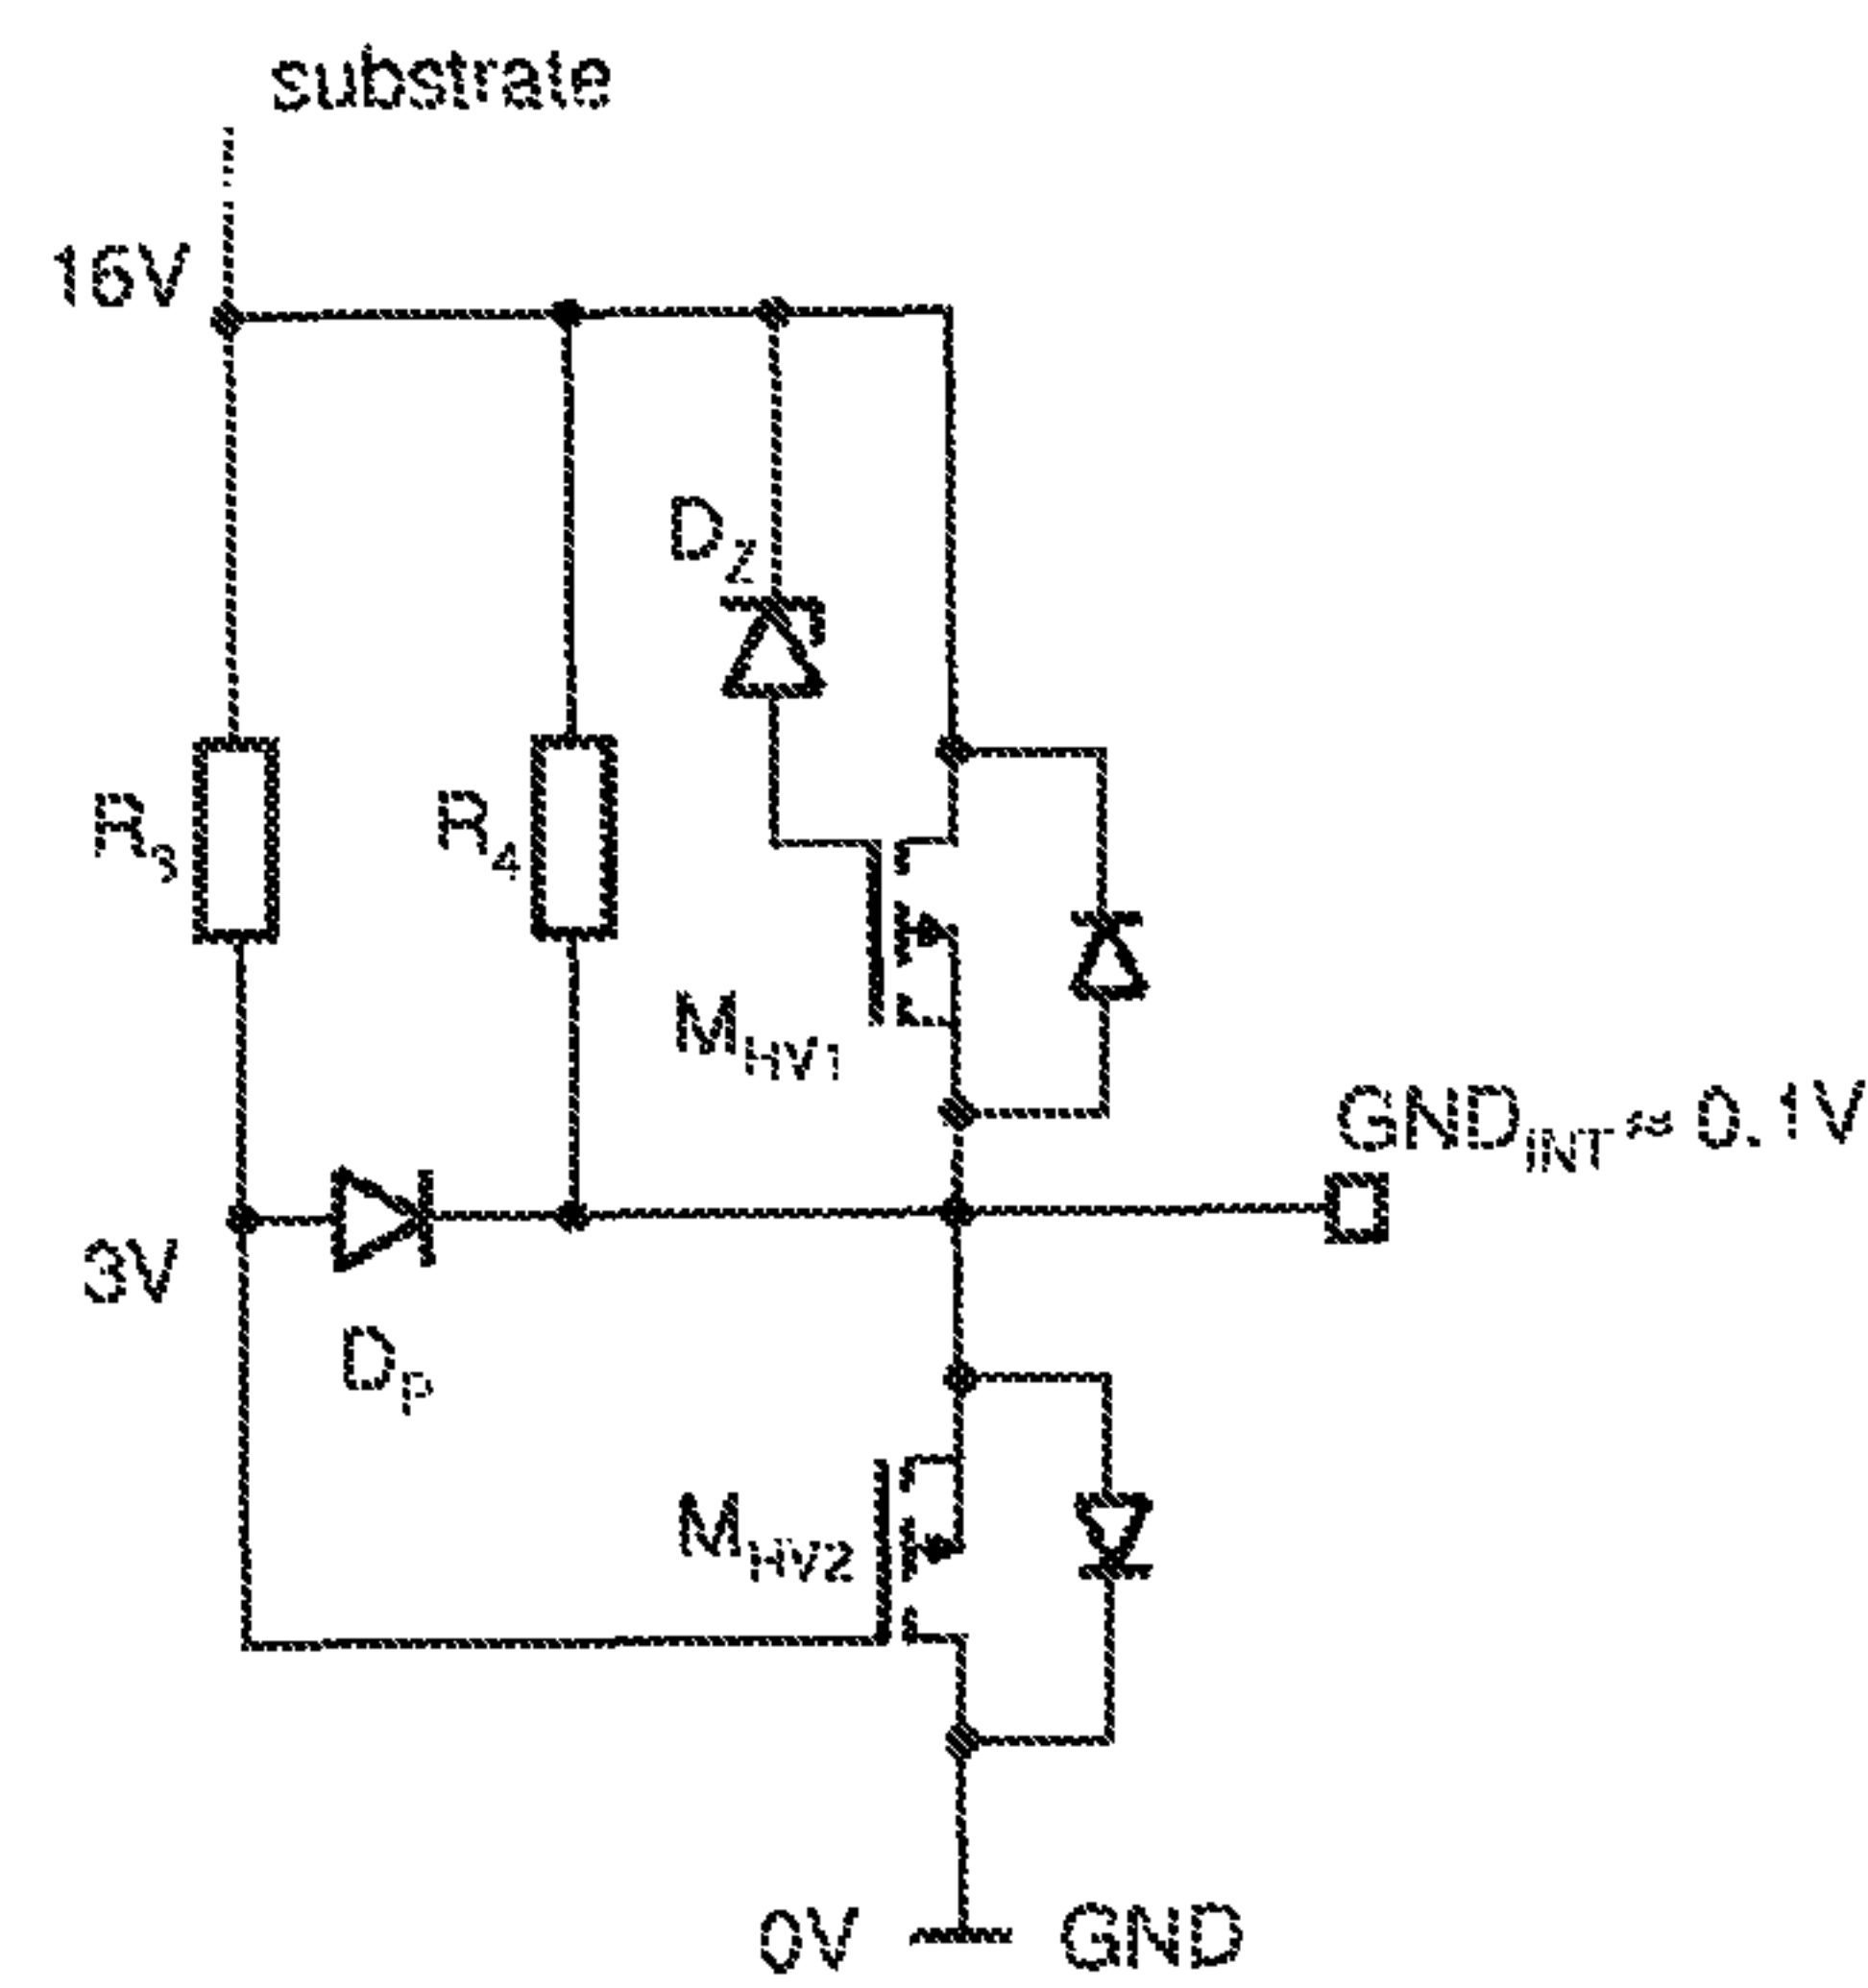 substrate
16V
D_Z
R_3
R_4
M_HV1
GND_INT ≈ 0.1V
3V
D_P
M_HV2
0V
GND